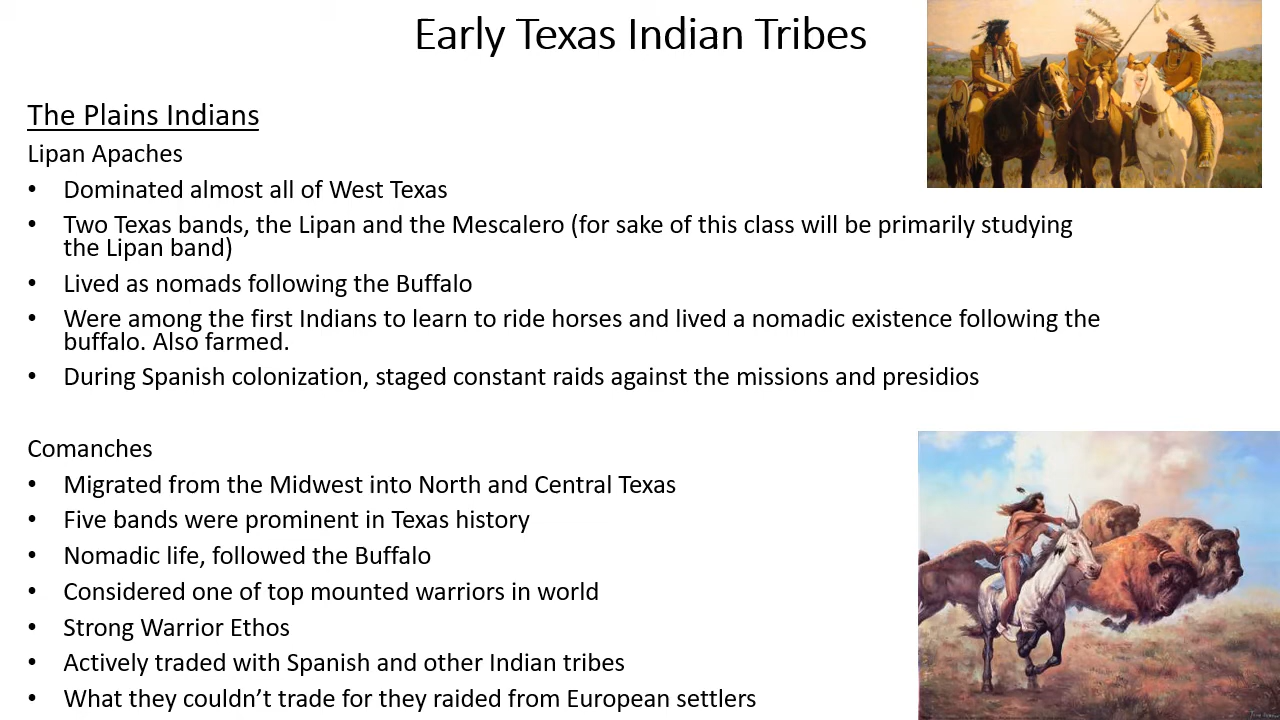 Early Texas Indian Tribes
The Plains Indians
Lipan Apaches
• Dominated almost all of West Texas
• Two Texas bands, the Lipan and the Mescalero (for sake of this class will be primarily studying
the Lipan band)
• Lived as nomads following the Buffalo
• Were among the first Indians to learn to ride horses and lived a nomadic existence following the
buffalo. Also farmed.
• During Spanish colonization, staged constant raids against the missions and presidios
Comanches
• Migrated from the Midwest into North and Central Texas
• Five bands were prominent in Texas history
• Nomadic life, followed the Buffalo
• Considered one of top mounted warriors in world
• Strong Warrior Ethos
• Actively traded with Spanish and other Indian tribes
• What they couldn’t trade for they raided from European settlers